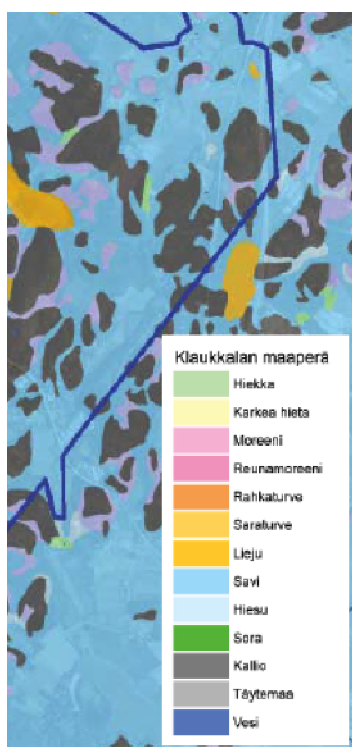 Klaukkalan maaperä
Hiekka
Karkea hieta
Moreeni
Reunamoreeni
Rahkaturve
Saraturve
Lieju
Savi
Hiesu
Sora
Kallio
Täytemaa
Vesi